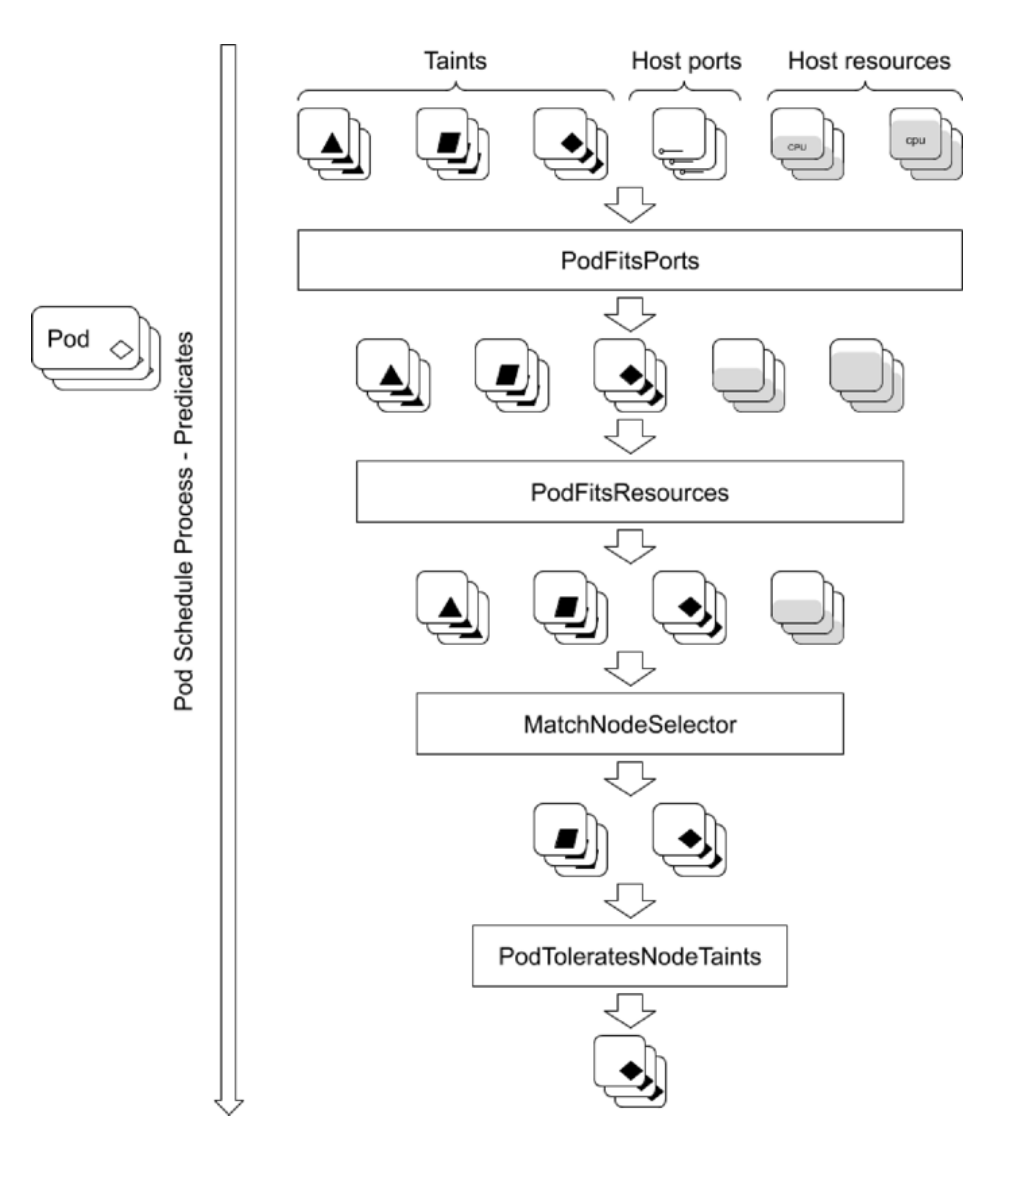 Taints
Host ports
Host resources
CPU
cpu
PodFitsPorts
Pod
Pod Schedule Process - Predicates
PodFitsResources
MatchNodeSelector
PodToleratesNodeTaints